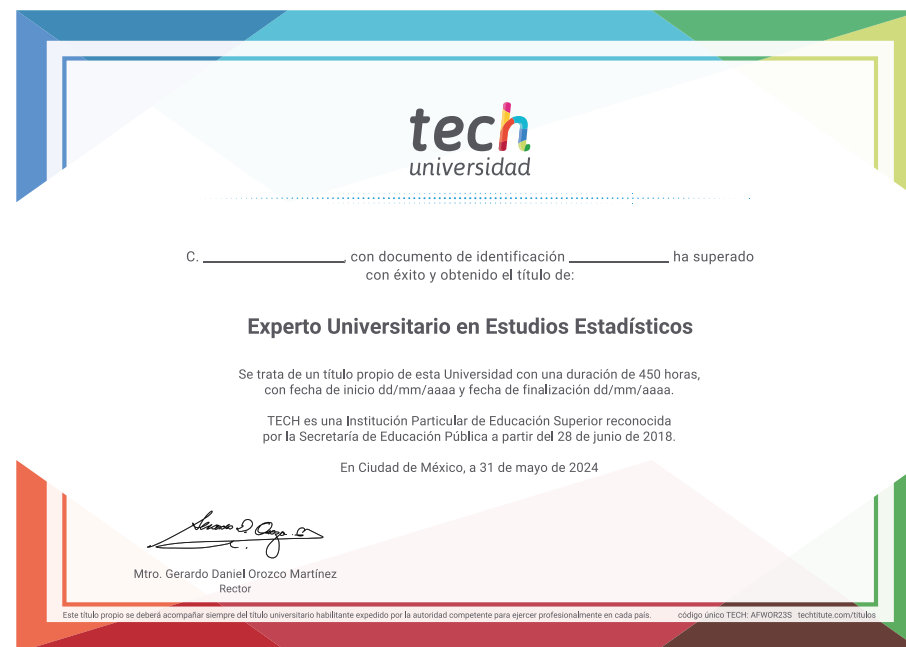 tech
universidad
C. ____________, con documento de identificación ____________ ha superado
con éxito y obtenido el título de:
Experto Universitario en Estudios Estadísticos
Se trata de un título propio de esta Universidad con una duración de 450 horas,
con fecha de inicio dd/mm/aaaa y fecha de finalización dd/mm/aaaa.
TECH es una Institución Particular de Educación Superior reconocida
por la Secretaría de Educación Pública a partir del 28 de junio de 2018.
En Ciudad de México, a 31 de mayo de 2024
Mtro. Gerardo Daniel Orozco Martínez
Rector
Este título propio se deberá acompañar siempre del título universitario habilitante expedido por la autoridad competente para ejercer profesionalmente en cada país. código único TECH: AFWOR23S techtitute.com/titulos